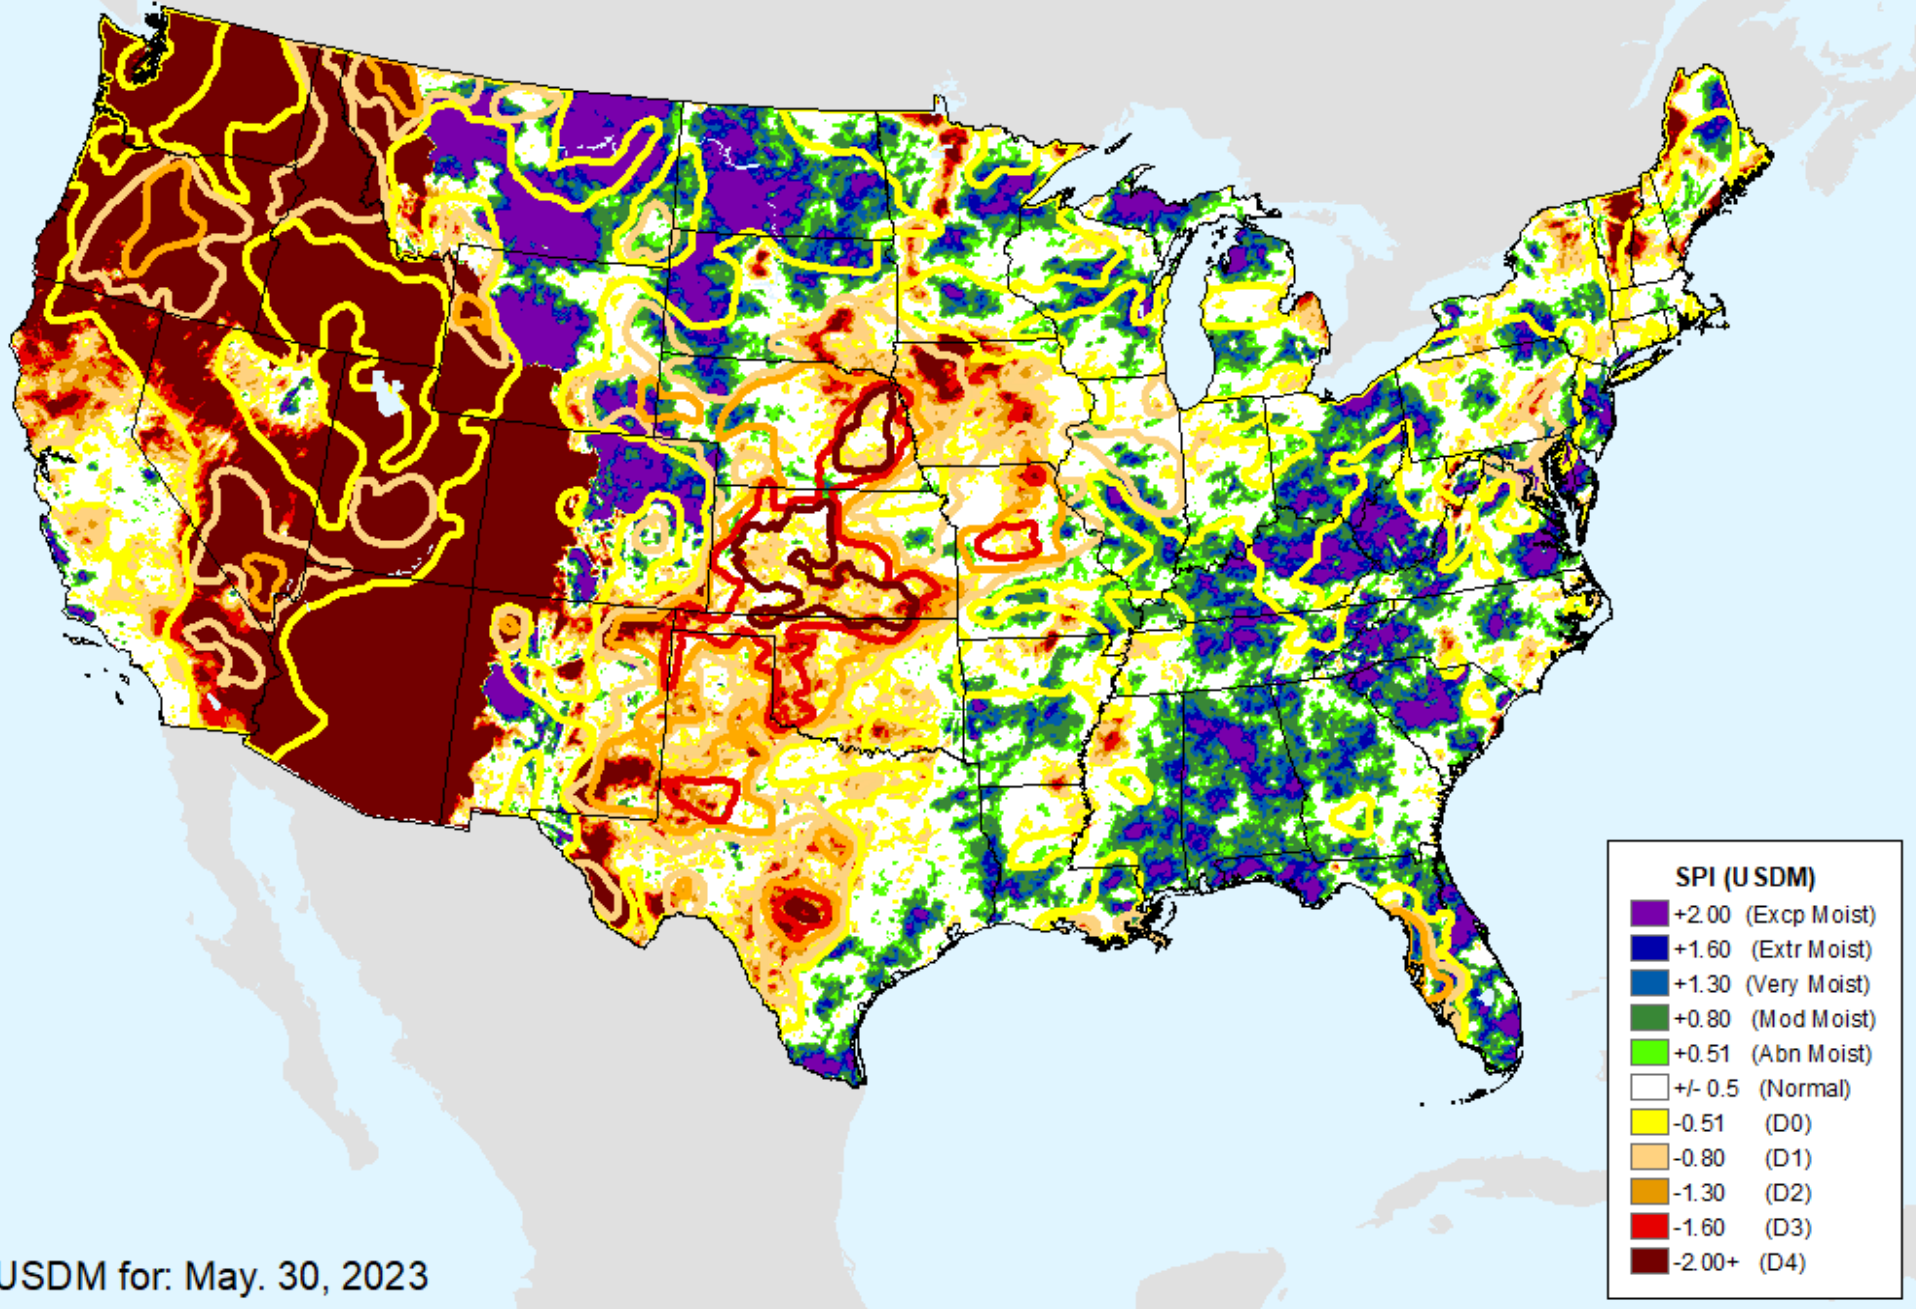 SPI (USDM)
+2.00 (Excp Moist)
+1.60 (Extr Moist)
+1.30 (Very Moist)
+0.80 (Mod Moist)
+0.51 (Abn Moist)
+/- 0.5 (Normal)
-0.51 (D0)
-0.80 (D1)
-1.30 (D2)
-1.60 (D3)
-2.00+ (D4)
USDM for: May. 30, 2023